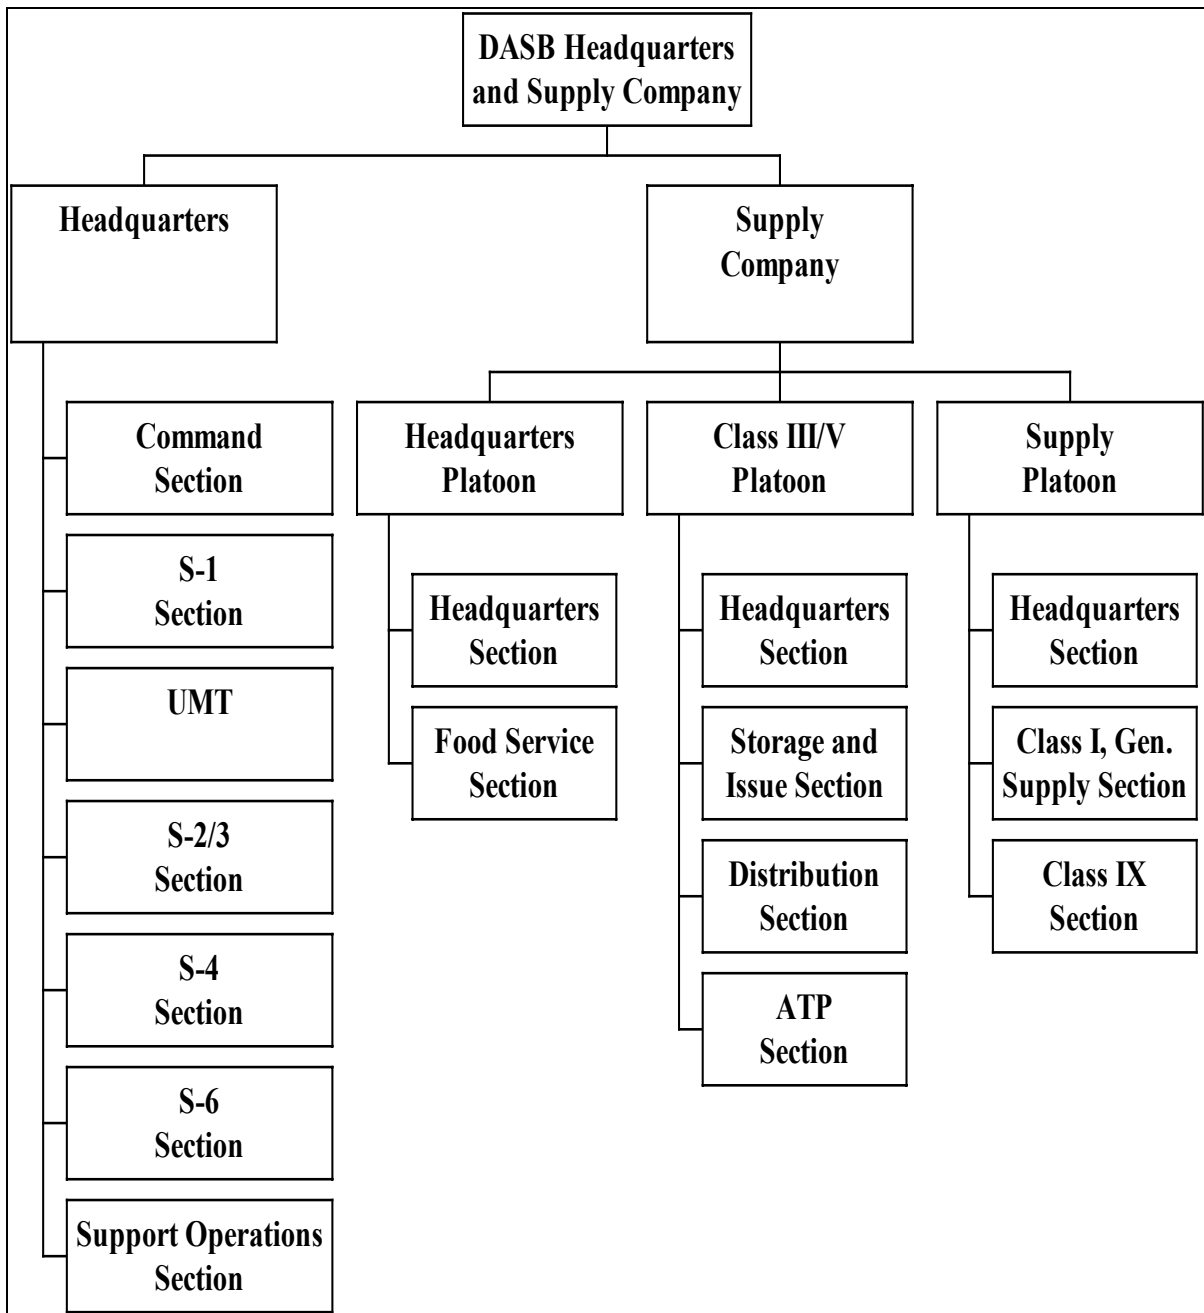 DASB Headquarters
and Supply Company
Headquarters
Supply
Company
Command
Section
S-1
Section
UMT
S-2/3
Section
S-4
Section
S-6
Section
Support Operations
Section
Headquarters
Platoon
Headquarters
Section
Food Service
Section
Class III/V
Platoon
Headquarters
Section
Storage and
Issue Section
Distribution
Section
ATP
Section
Supply
Platoon
Headquarters
Section
Class I, Gen.
Supply Section
Class IX
Section